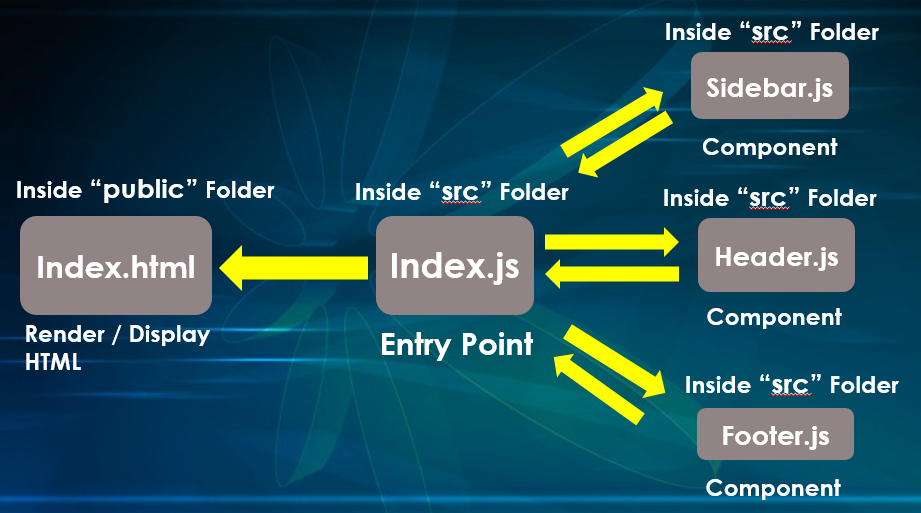 Inside “public” Folder
Index.html
Render / Display
HTML
Inside “src” Folder
Index.js
Entry Point
Inside “src” Folder
Sidebar.js
Component
Inside “src” Folder
Header.js
Component
Inside “src” Folder
Footer.js
Component